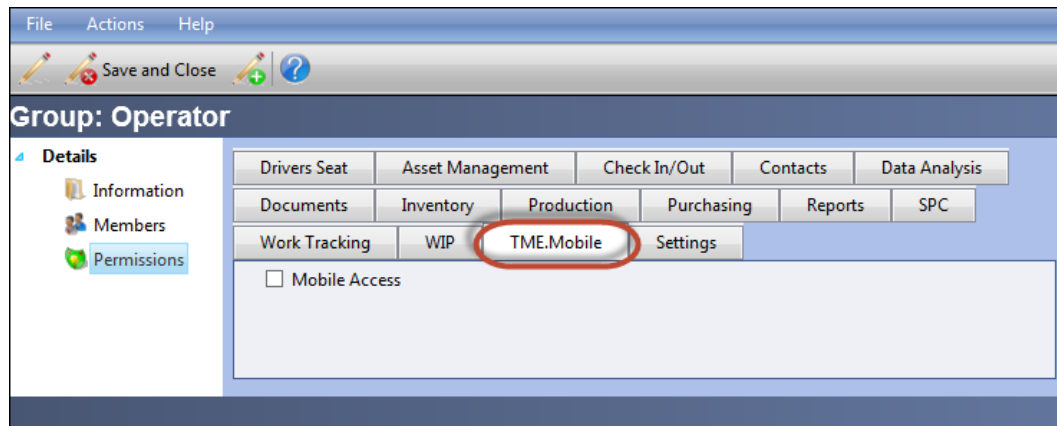 File Actions Help
Save and Close
Group: Operator
Details
Information
Members
Permissions
Drivers Seat Asset Management Check In/Out Contacts Data Analysis
Documents Inventory Production Purchasing Reports SPC
Work Tracking WIP TME.Mobile Settings
Mobile Access